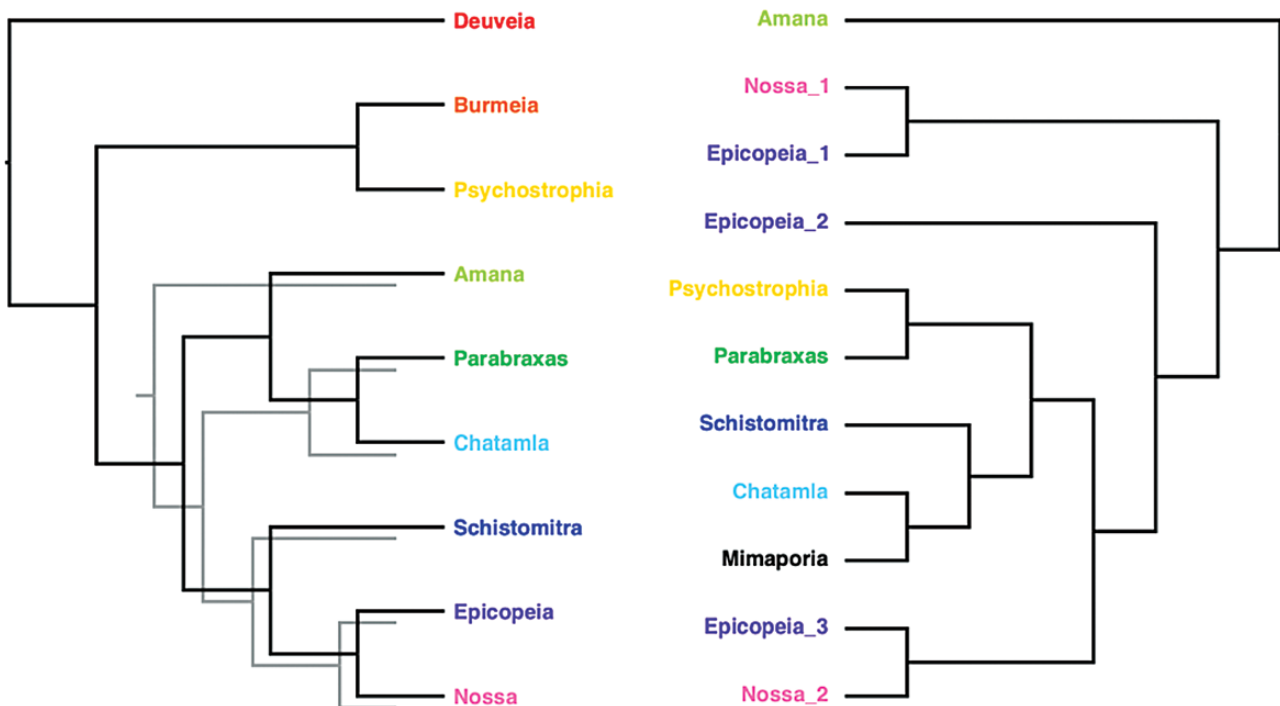 Deuveia
Burmeia
Psychostrophia
Amana
Parabraxas
Chatamla
Schistomitra
Epicopeia
Nossa
Amana
Nossa_1
Epicopeia_1
Epicopeia_2
Psychostrophia
Parabraxas
Schistomitra
Chatamla
Mimaporia
Epicopeia_3
Nossa_2